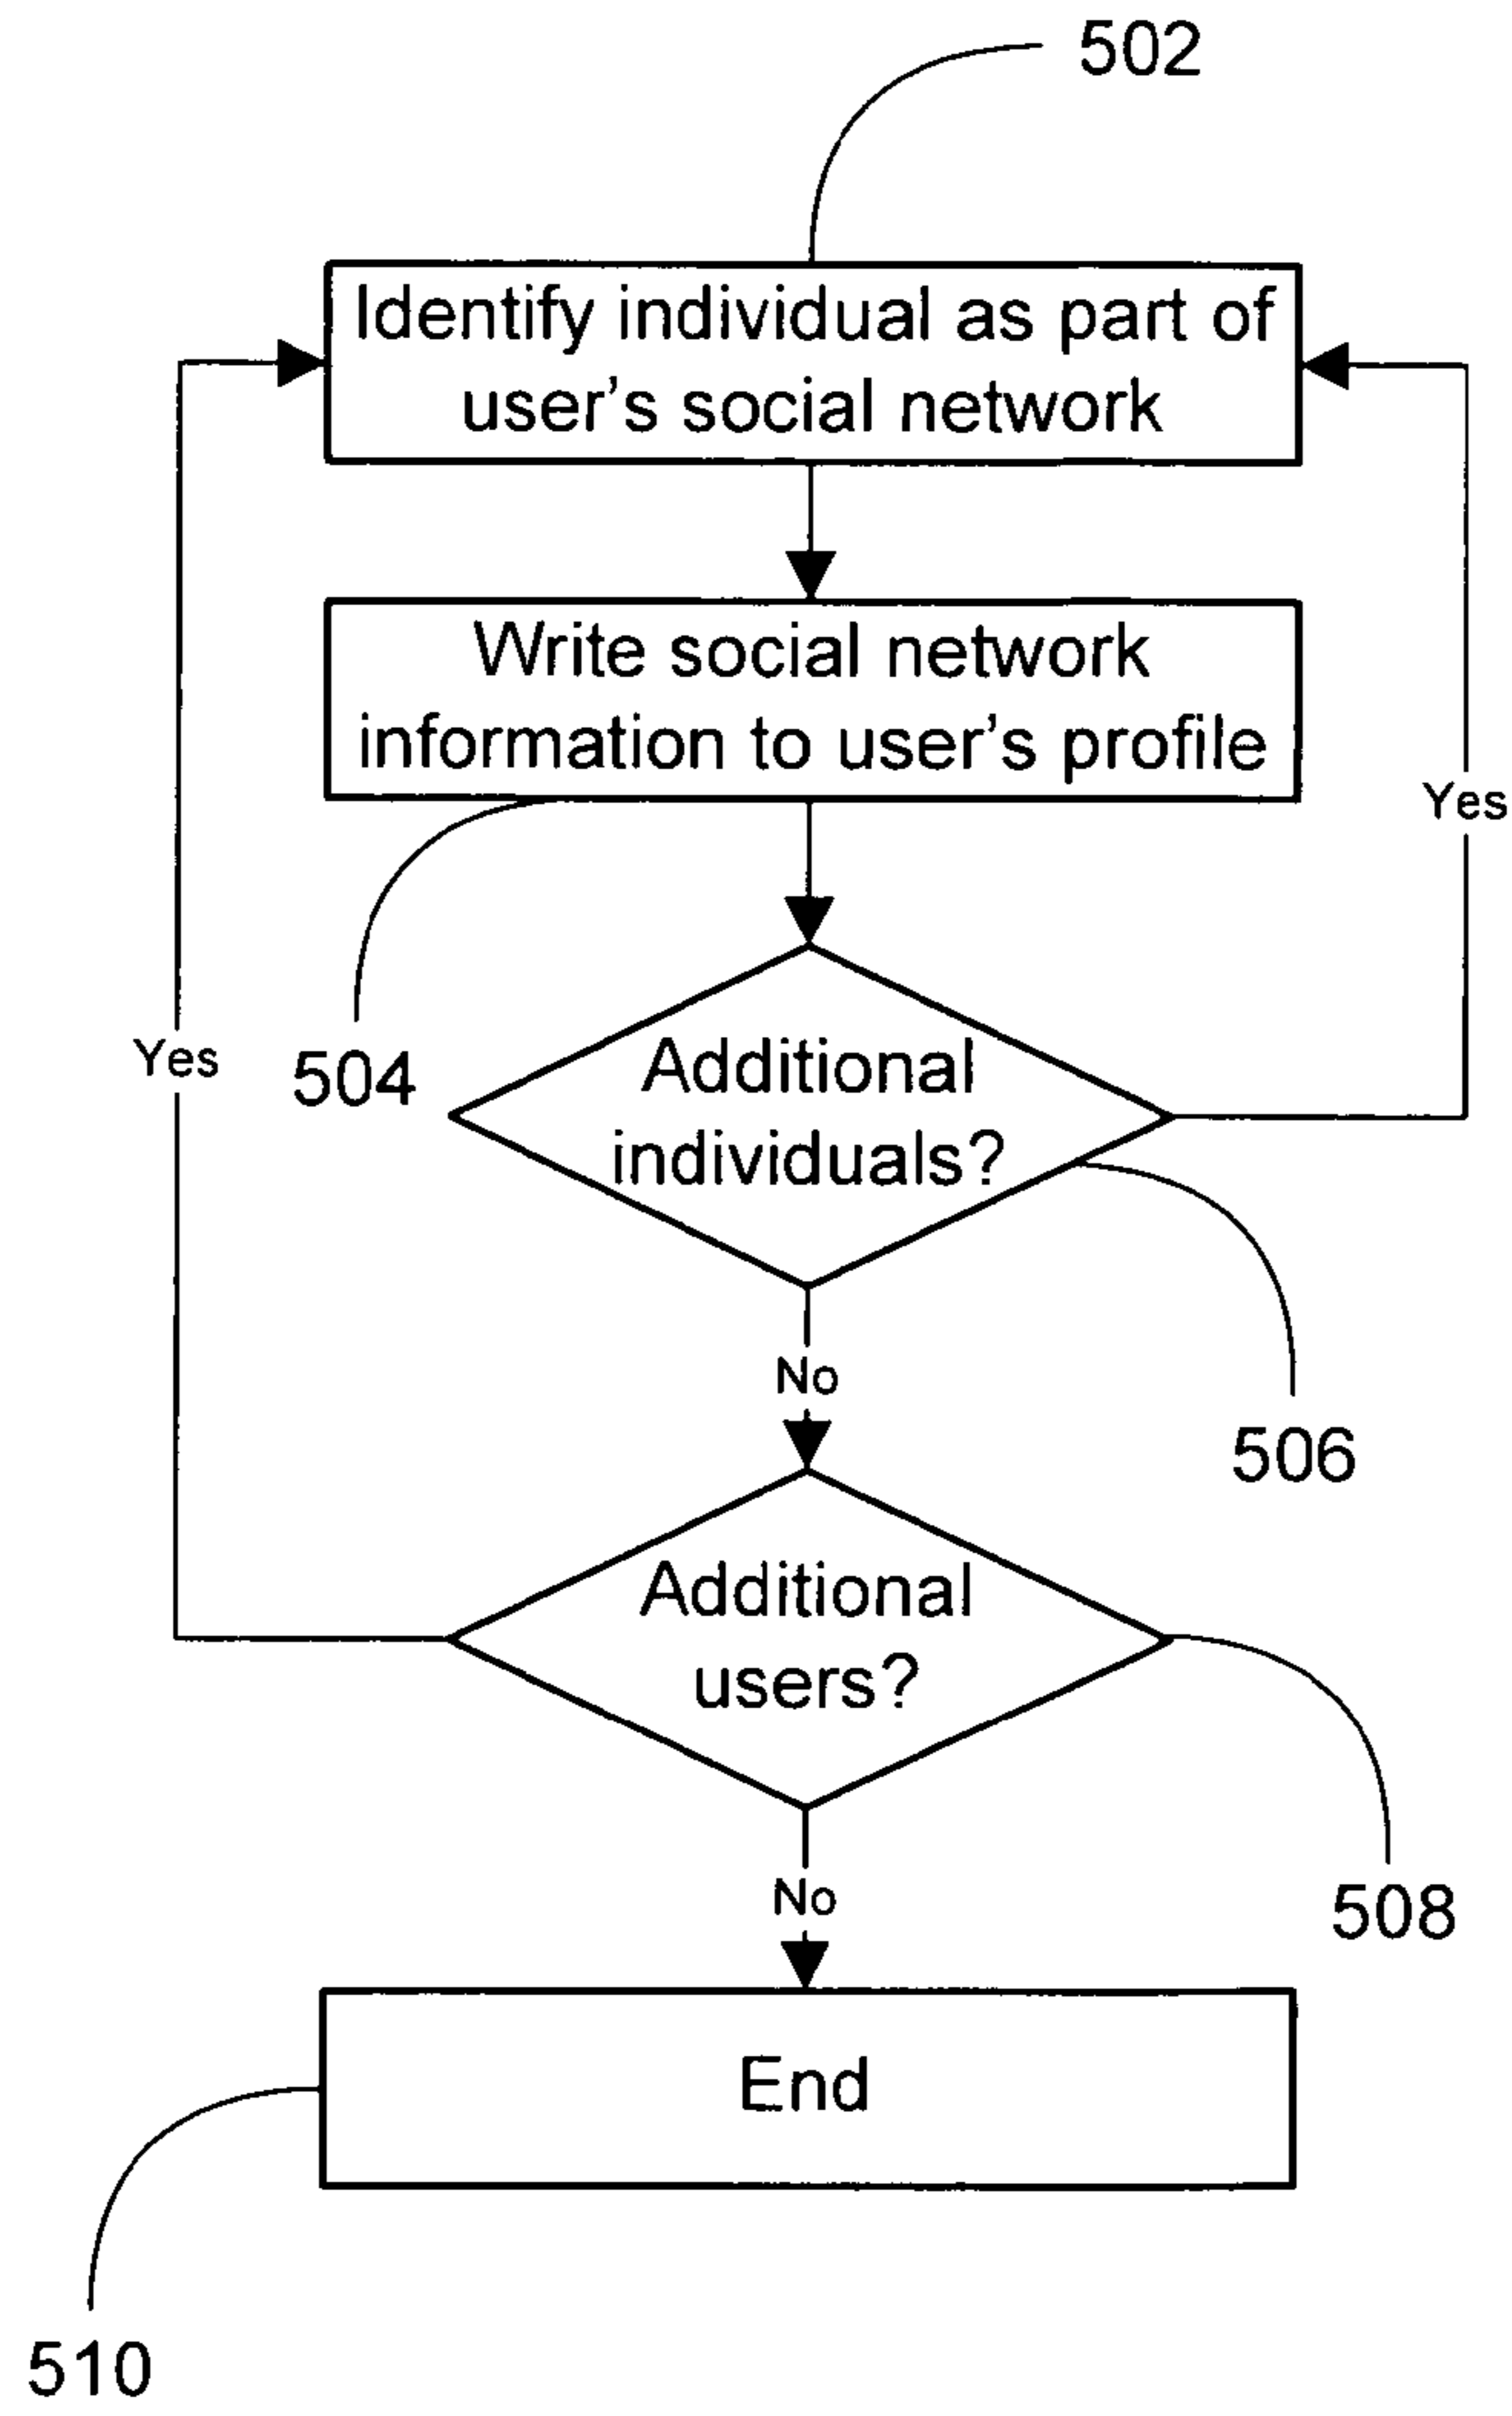 502
Identify individual as part of
user's social network
Write social network
information to user's profile
Yes
Yes
504
Additional
individuals?
No
506
Additional
users?
No
508
End
510